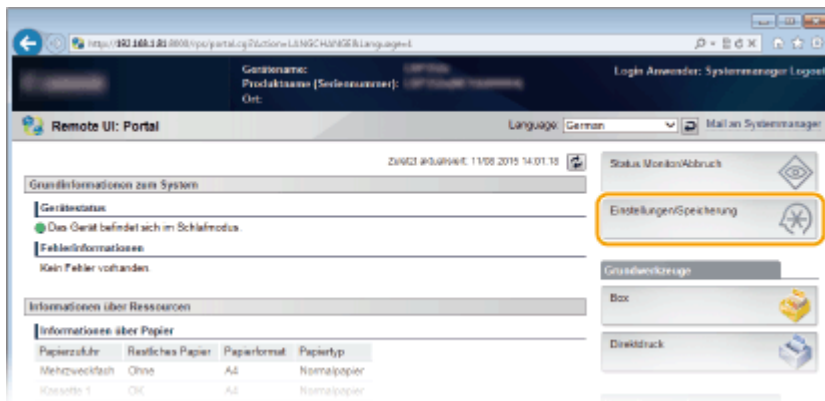 Gerätename:
Produktname (Seriennummer):
Ort:
Login Anwender: Systemmanager Logout
Remote UI: Portal
Language: German
Mail an Systemmanager
Zuletzt aktualisiert: 11/08 2015 14:01:18
Grundinformationen zum System
Gerätestatus
Das Gerät befindet sich im Schlafmodus.
Fehlerinformationen
Kein Fehler vorhanden.
Informationen über Ressourcen
Informationen über Papier
Papierzufuhr Restliches Papier Papierformat Papiertyp
Mehrzweckfach Ohne A4 Normalpapier
Kassette 1 OK A4 Normalpapier
Status Monitor/Abbruch
Einstellungen/Speicherung
Grundwerkzeuge
Box
Direktdruck